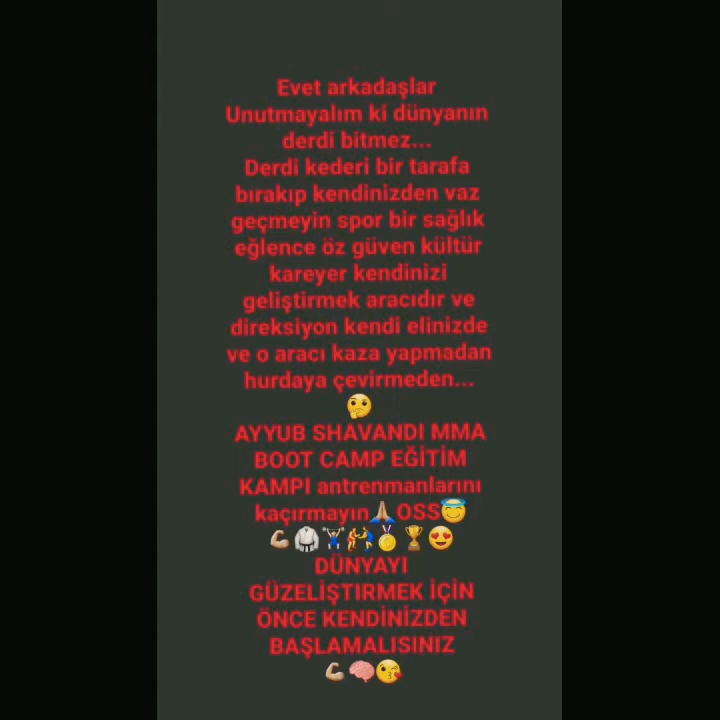 Evet arkadaşlar
Unutmayalım ki dünyanın
derdi bitmez...
Derdi kederi bir tarafa
bırakıp kendinizden vaz
geçmeyin spor bir sağlık
eğlence öz güven kültür
kareyer kendinizi
geliştirmek aracıdır ve
direksiyon kendi elinizde
ve o aracı kaza yapmadan
hurdaya çevirmeden...
🤔
AYYUB SHAVANDI MMA
BOOT CAMP EĞİTİM
KAMPI antrenmanlarını
kaçırmayın🙏🏽OSS😇
💪🏼🥋🏋️🤼🏅🏆😍
DÜNYAYI
GÜZELİŞTIRMEK İÇİN
ÖNCE KENDİNİZDEN
BAŞLAMALISINIZ
💪🏼🧠😘